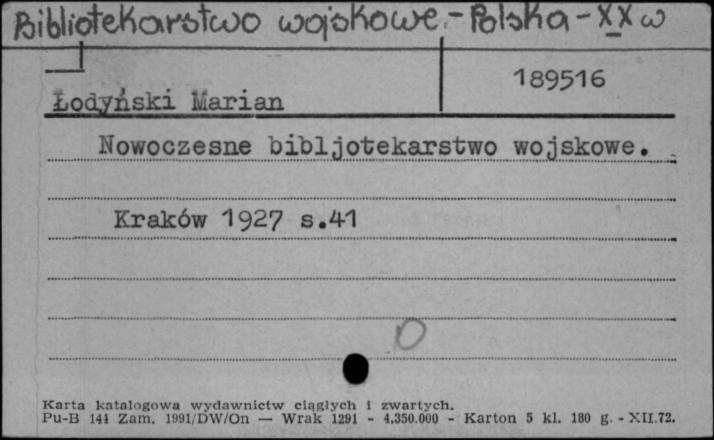 Bibliotekarstwo wojskowe - Polska - XX w
189516
Łodyński Marian
Nowoczesne bibljotekarstwo wojskowe.
Kraków 1927 s.41
O
Karta katalogowa wydawnictw ciągłych i zwartych.
Pu-B 144 Zam. 1991/DW/On — Wrak 1291 - 4.350.000 - Karton 5 kl. 180 g. - XII.72.